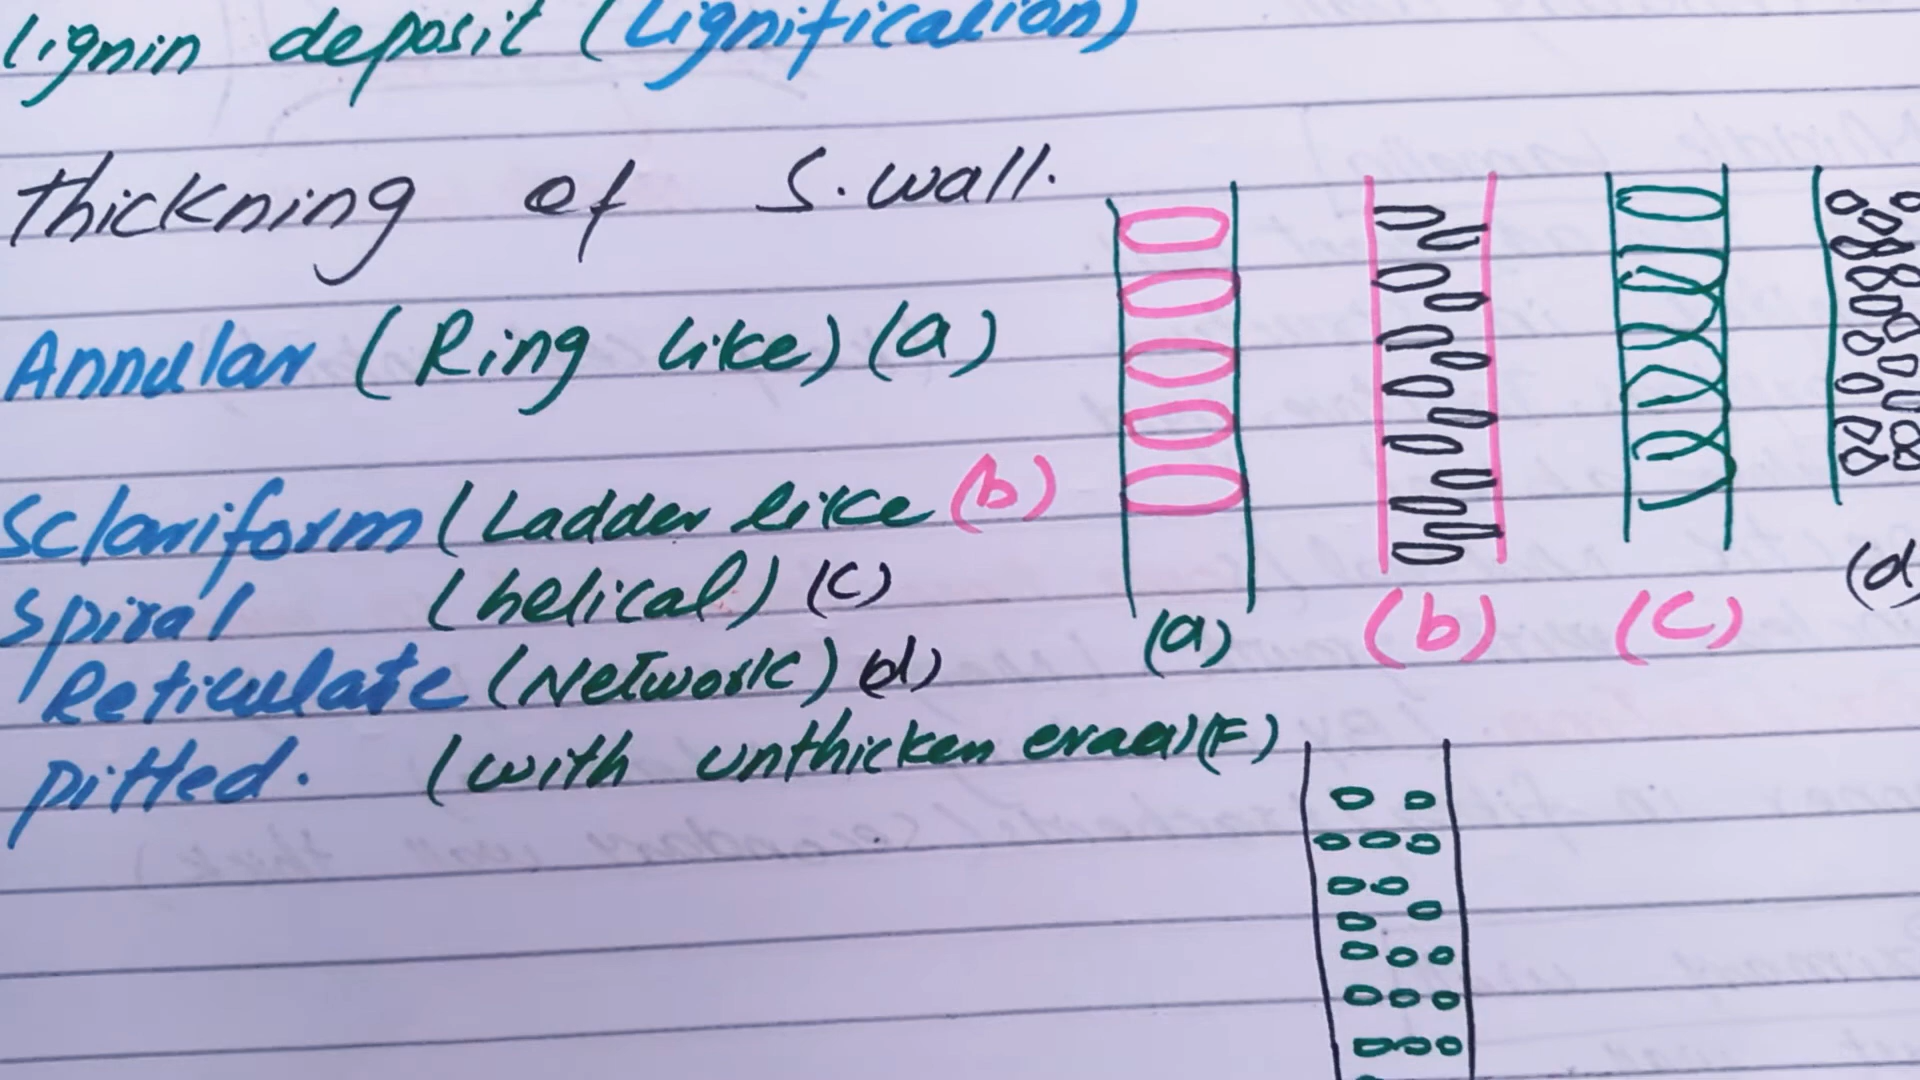 Lignin deposit (Lignification)
Thickning of S. wall.
Annular (Ring like) (a)
Sclariform (Ladder like (b)
Spiral (helical) (c)
Reticulate (Network) (d)
Pitted. (with unthicken eraa) (F)
(a) (b) (c) (d